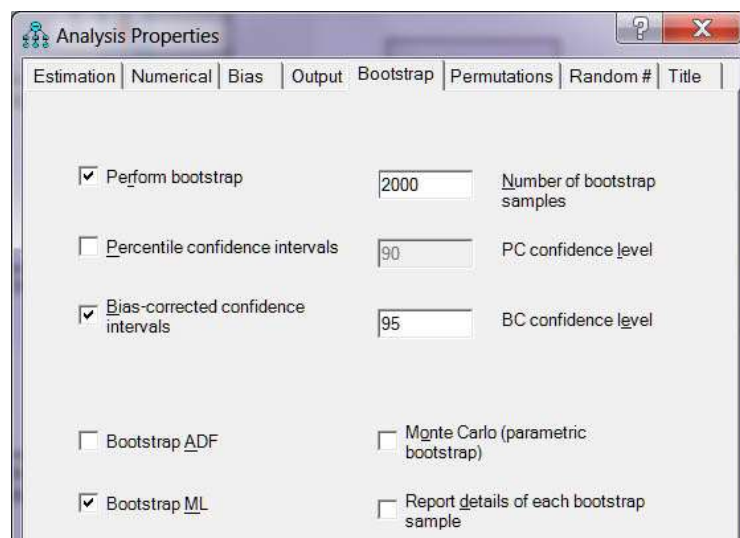 Analysis Properties
Estimation Numerical Bias Output Bootstrap Permutations Random # Title
Perform bootstrap
2000
Number of bootstrap
samples
Percentile confidence intervals
90
PC confidence level
Bias-corrected confidence
intervals
95
BC confidence level
Bootstrap ADF
Monte Carlo (parametric
bootstrap)
Bootstrap ML
Report details of each bootstrap
sample